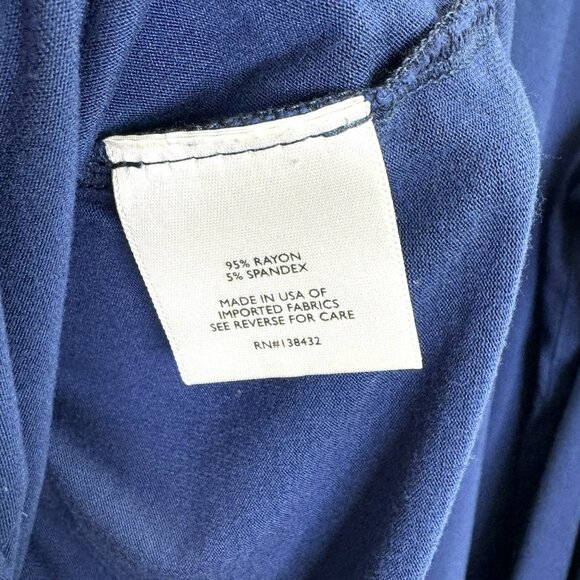 95% RAYON
5% SPANDEX
MADE IN USA OF
IMPORTED FABRICS
SEE REVERSE FOR CARE
RN#138432